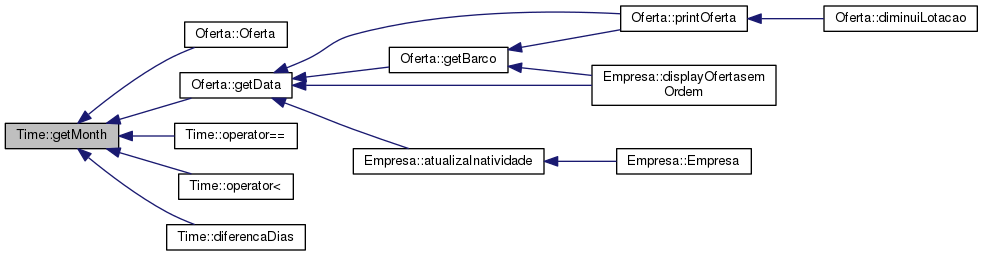 Time::getMonth
Oferta::Oferta
Oferta::getData
Time::operator==
Time::operator<
Time::diferencaDias
Oferta::getBarco
Empresa::atualizaInatividade
Oferta::printOferta
Empresa::displayOfertasem
Ordem
Empresa::Empresa
Oferta::diminuiLotacao